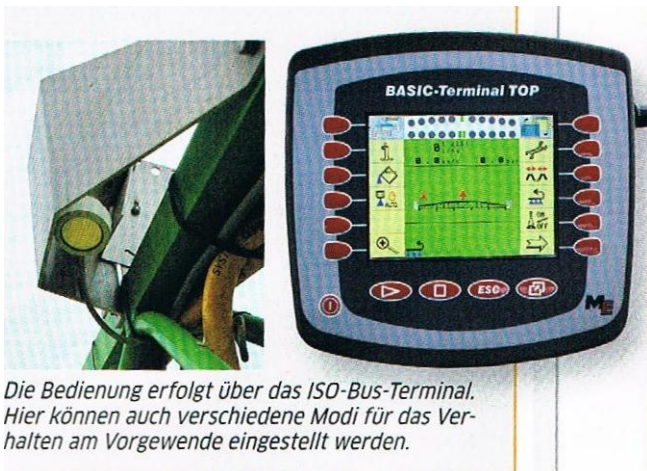 BASIC-Terminal TOP
ESC
ME
Die Bedienung erfolgt über das ISO-Bus-Terminal.
Hier können auch verschiedene Modi für das Ver-
halten am Vorgewende eingestellt werden.